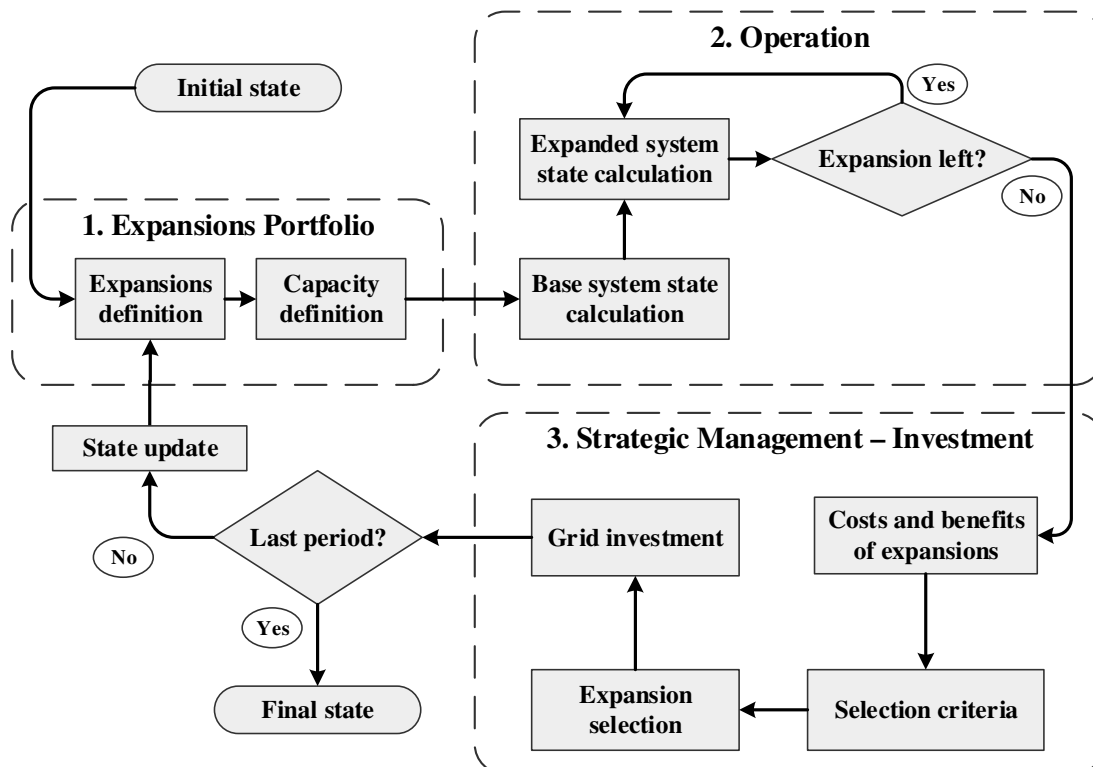 Initial state
1. Expansions Portfolio
Expansions
definition
Capacity
definition
2. Operation
Yes
Expanded system
state calculation
Expansion left?
No
Base system state
calculation
3. Strategic Management – Investment
Costs and benefits
of expansions
Selection criteria
Expansion
selection
Grid investment
Last period?
No
State update
Yes
Final state